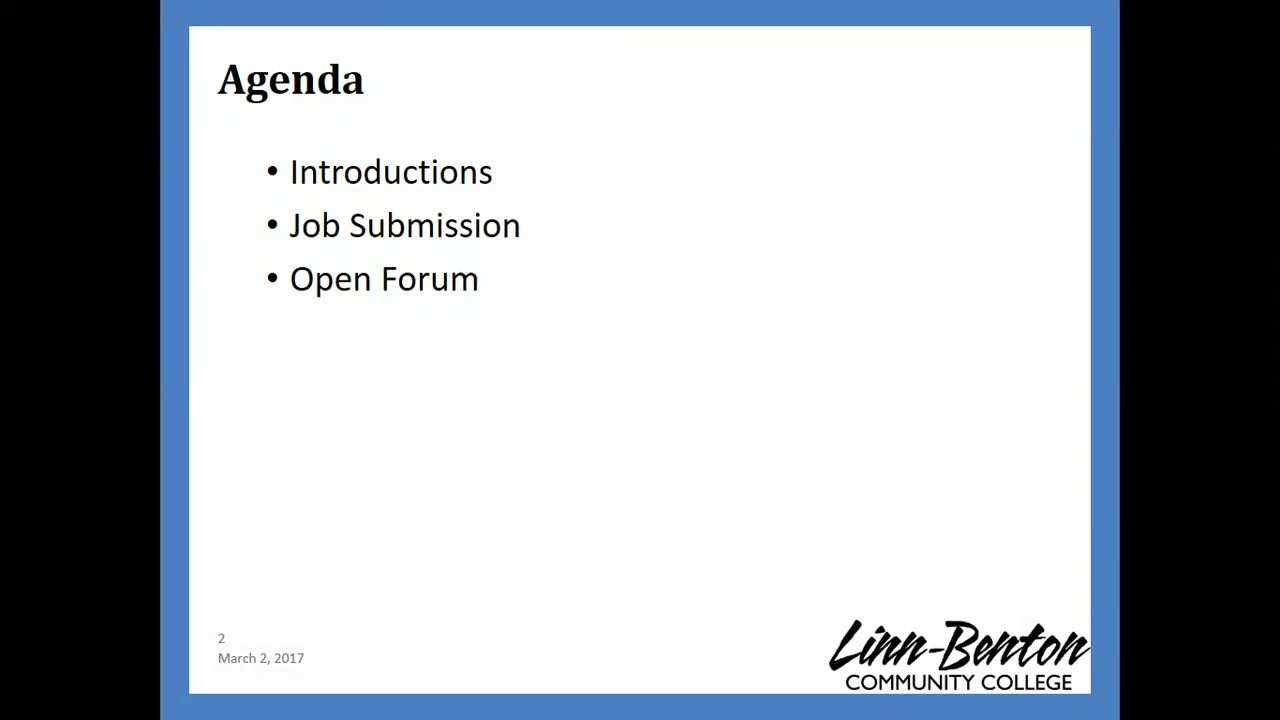 Agenda
• Introductions
• Job Submission
• Open Forum
2
March 2, 2017
Linn-Benton
COMMUNITY COLLEGE